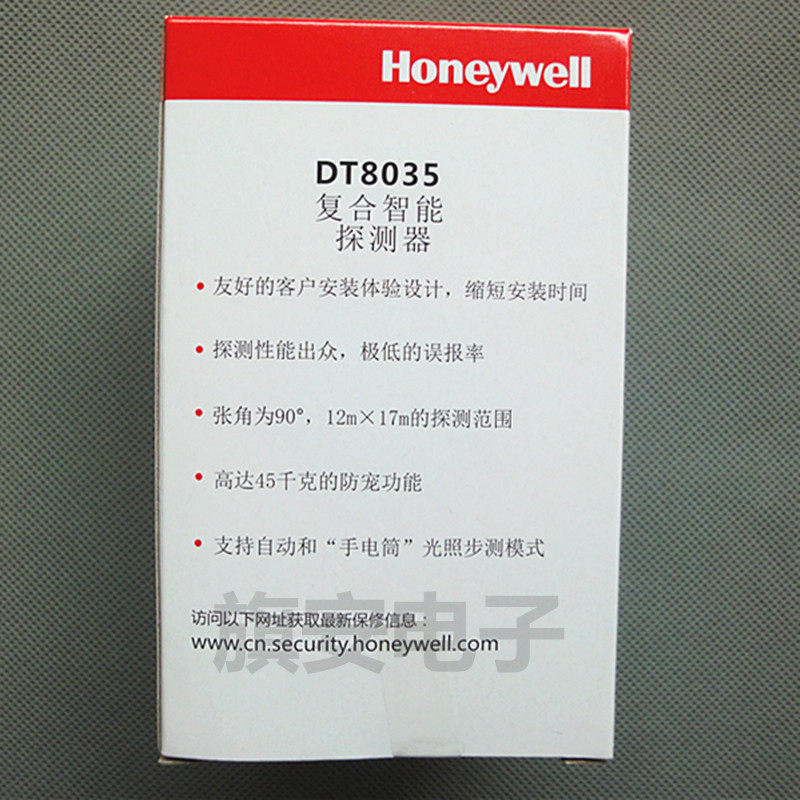 Honeywell
DT8035
复合智能
探测器
• 友好的客户安装体验设计，缩短安装时间
• 探测性能出众，极低的误报率
• 张角为90°，12m×17m的探测范围
• 高达45千克的防宠功能
• 支持自动和“手电筒”光照步测模式
访问以下网址获取最新保修信息：
www.cn.security.honeywell.com
旗安电子